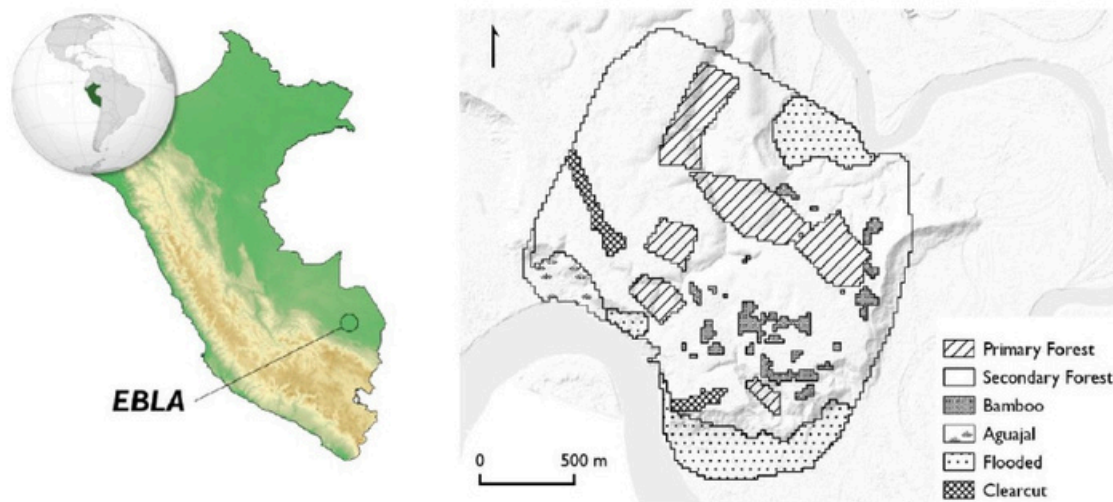 EBLA
0 500 m
Primary Forest
Secondary Forest
Bamboo
Aguajal
Flooded
Clearcut